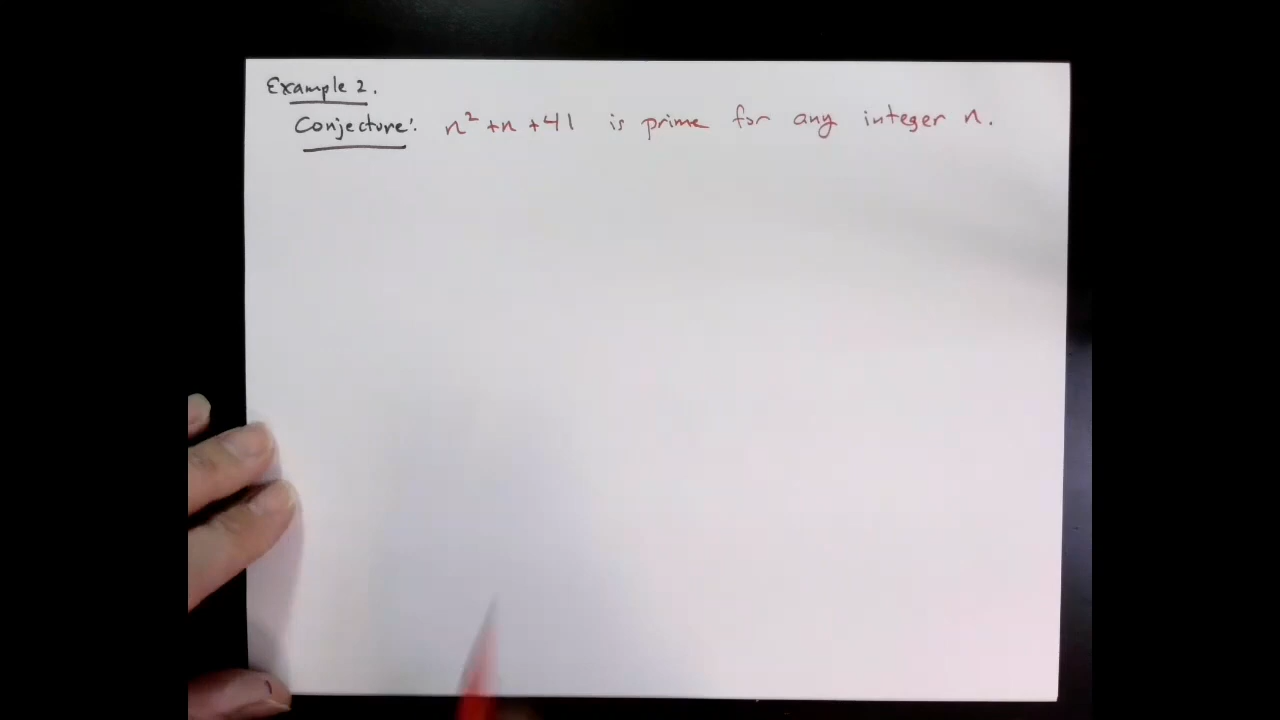 Example 2.
Conjecture: n² + n + 41 is prime for any integer n.